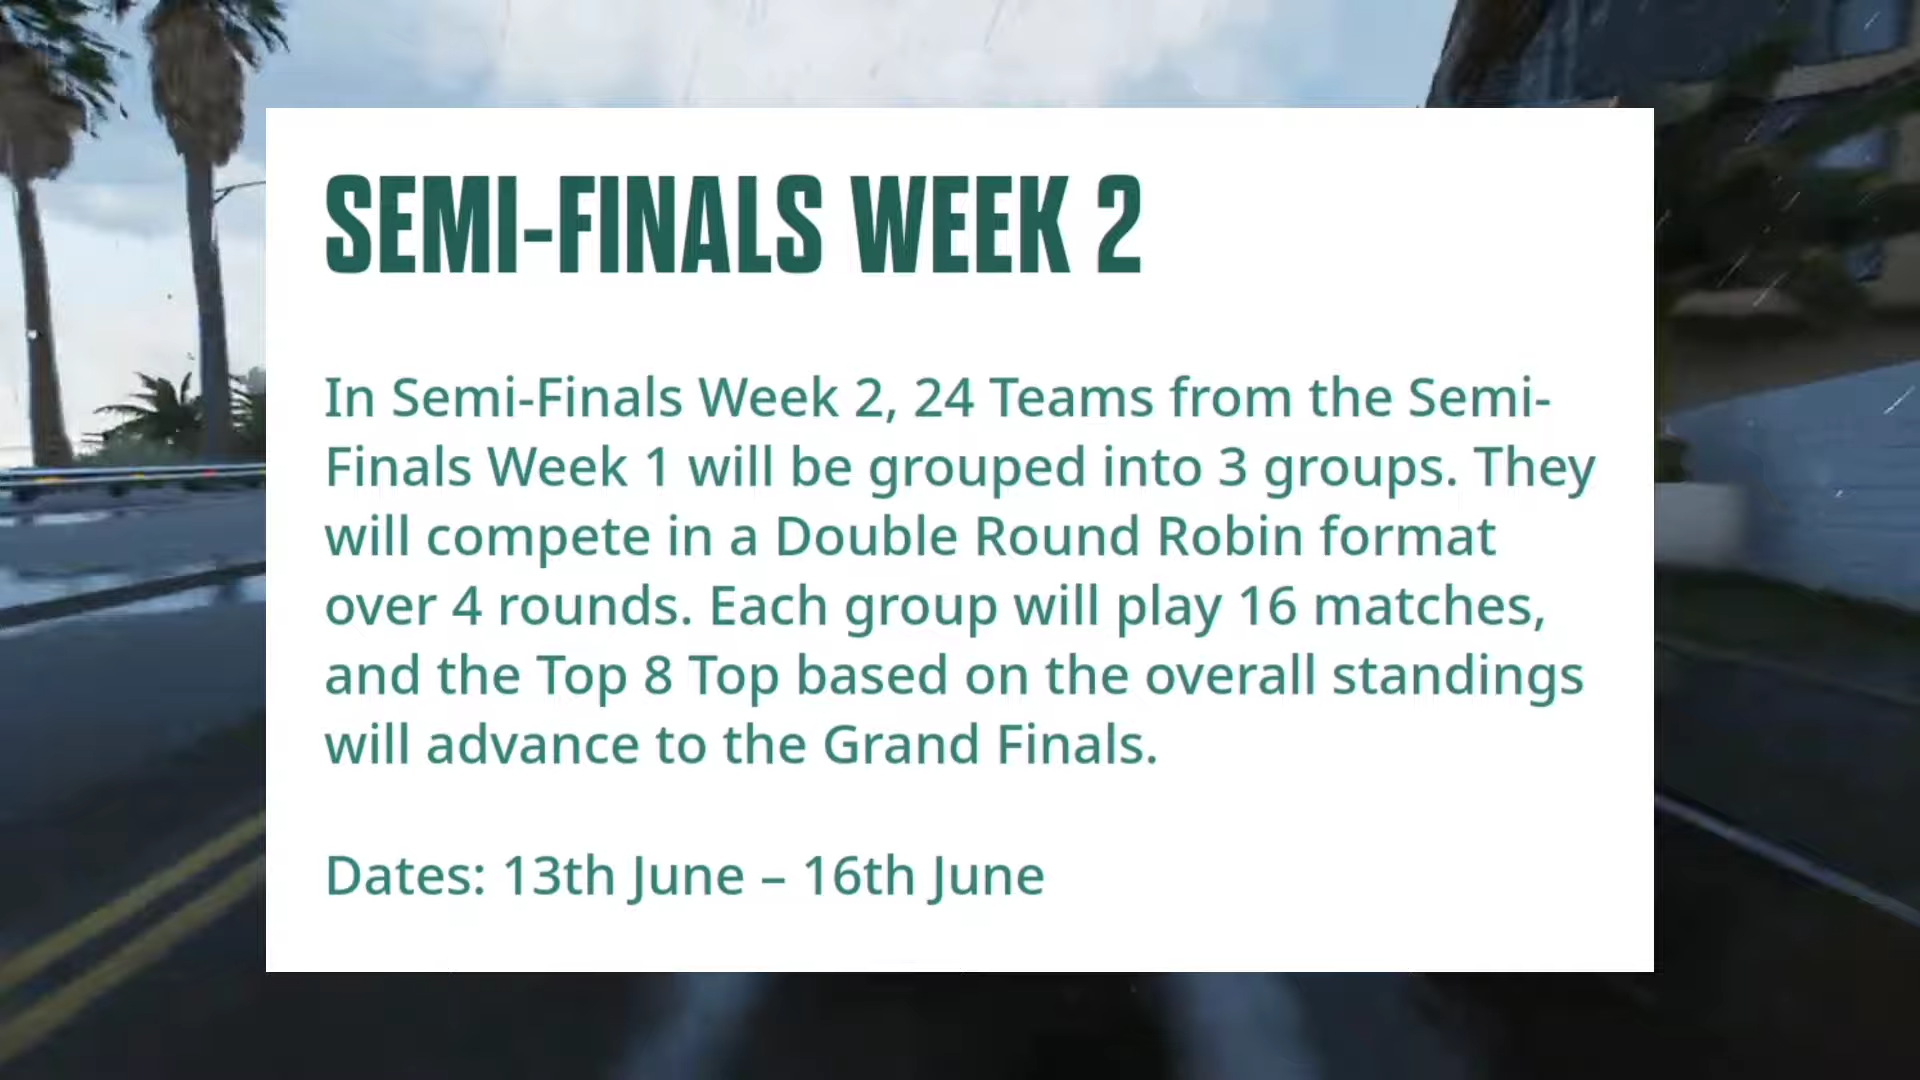 SEMI-FINALS WEEK 2
In Semi-Finals Week 2, 24 Teams from the Semi-
Finals Week 1 will be grouped into 3 groups. They
will compete in a Double Round Robin format
over 4 rounds. Each group will play 16 matches,
and the Top 8 Top based on the overall standings
will advance to the Grand Finals.
Dates: 13th June – 16th June